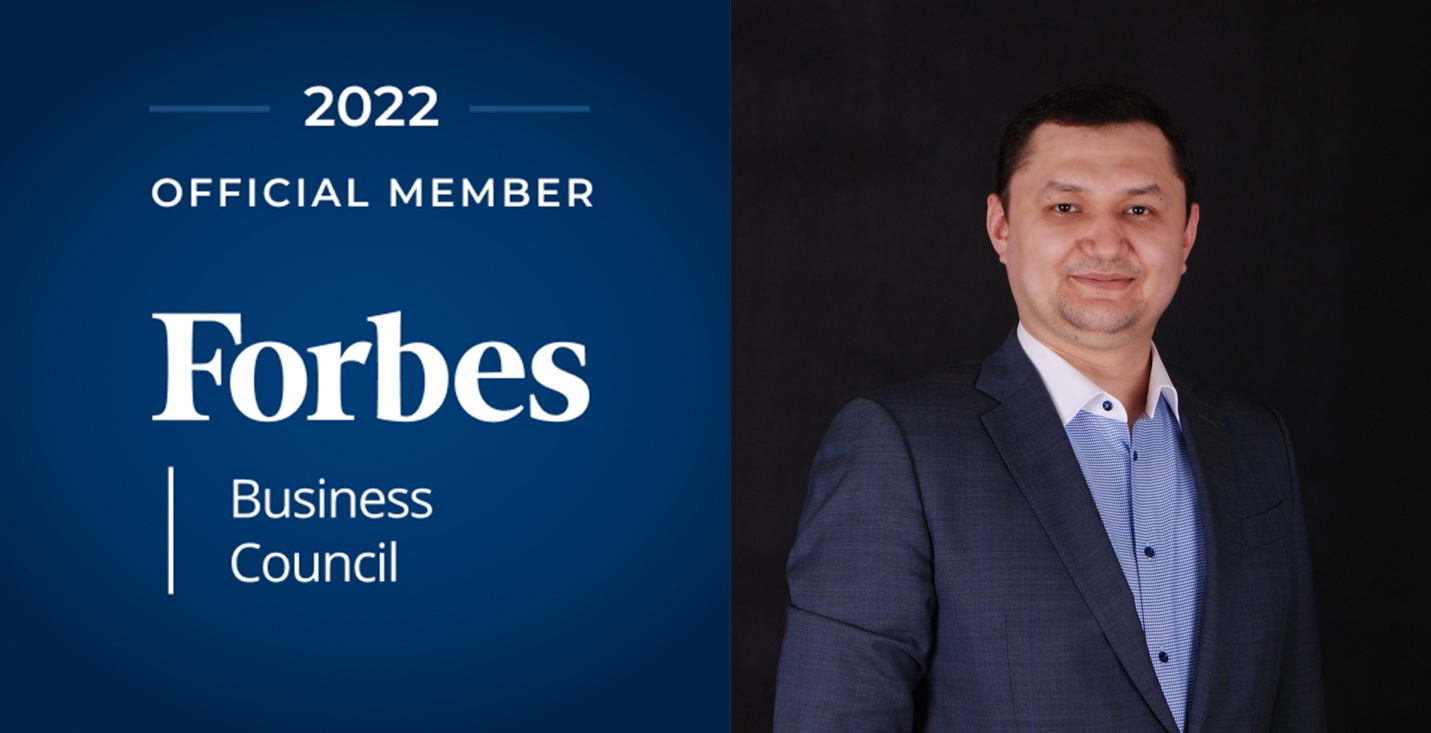 2022
OFFICIAL MEMBER
Forbes
Business
Council